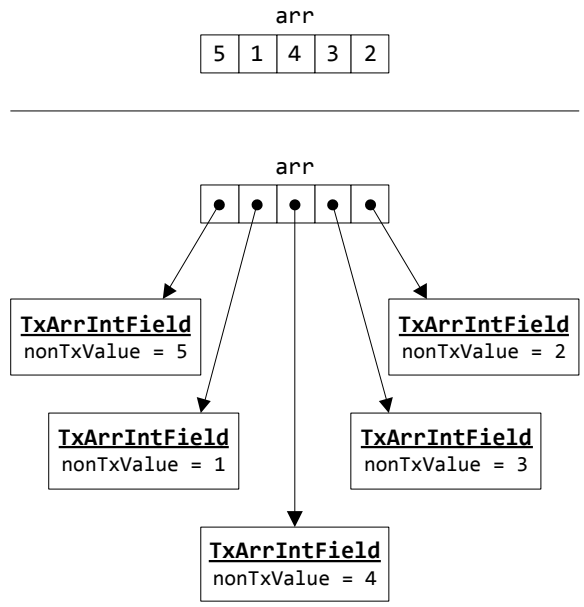 arr
5 1 4 3 2
arr
TxArrIntField
nonTxValue = 5
TxArrIntField
nonTxValue = 2
TxArrIntField
nonTxValue = 1
TxArrIntField
nonTxValue = 3
TxArrIntField
nonTxValue = 4